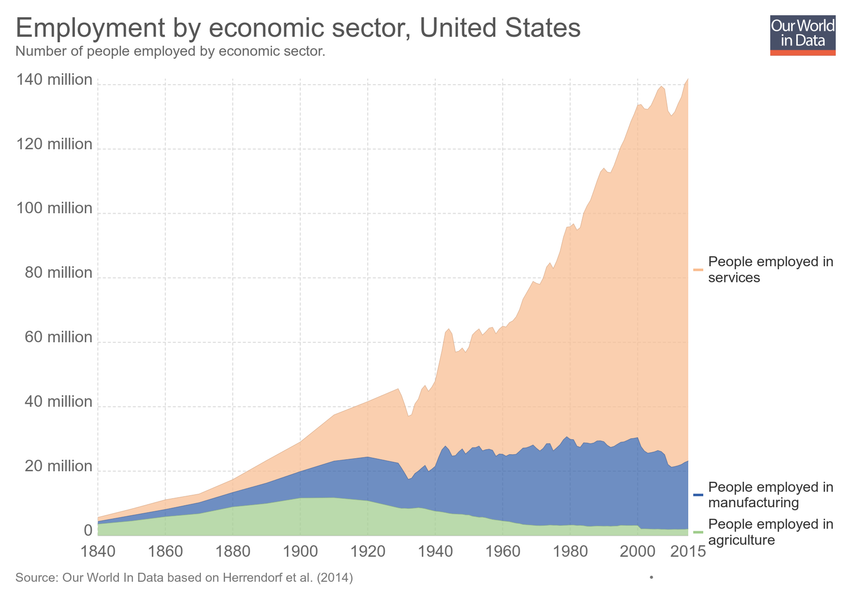 Employment by economic sector, United States
Number of people employed by economic sector.
Our World
in Data
140 million
120 million
100 million
80 million
60 million
40 million
20 million
0
1840 1860 1880 1900 1920 1940 1960 1980 2000 2015
People employed in
services
People employed in
manufacturing
People employed in
agriculture
Source: Our World In Data based on Herrendorf et al. (2014)